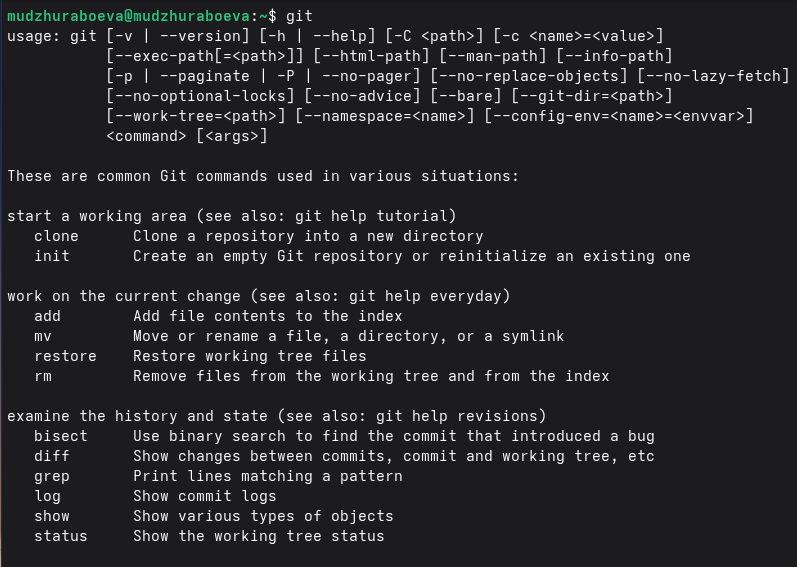 mudzhuraboeva@mudzhuraboeva:~$ git
usage: git [-v | --version] [-h | --help] [-C <path>] [-c <name>=<value>]
           [--exec-path[=<path>]] [--html-path] [--man-path] [--info-path]
           [-p | --paginate | -P | --no-pager] [--no-replace-objects] [--no-lazy-fetch]
           [--no-optional-locks] [--no-advice] [--bare] [--git-dir=<path>]
           [--work-tree=<path>] [--namespace=<name>] [--config-env=<name>=<envvar>]
           <command> [<args>]

These are common Git commands used in various situations:

start a working area (see also: git help tutorial)
   clone      Clone a repository into a new directory
   init       Create an empty Git repository or reinitialize an existing one

work on the current change (see also: git help everyday)
   add        Add file contents to the index
   mv         Move or rename a file, a directory, or a symlink
   restore    Restore working tree files
   rm         Remove files from the working tree and from the index

examine the history and state (see also: git help revisions)
   bisect     Use binary search to find the commit that introduced a bug
   diff       Show changes between commits, commit and working tree, etc
   grep       Print lines matching a pattern
   log        Show commit logs
   show       Show various types of objects
   status     Show the working tree status